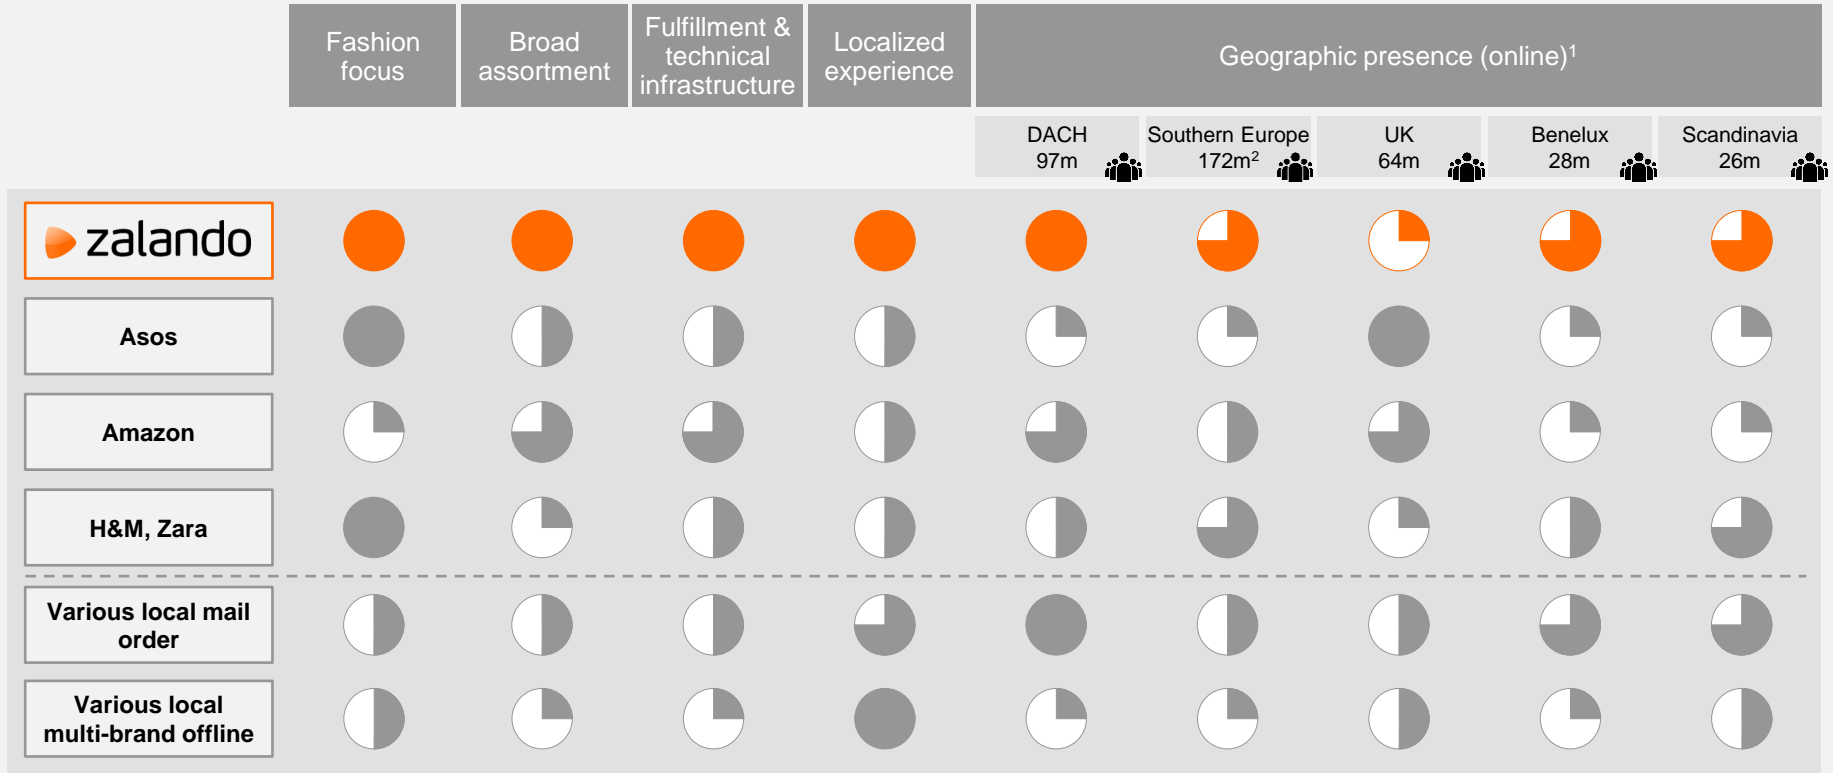 Fashion
focus
Broad
assortment
Fulfillment &
technical
infrastructure
Localized
experience
Geographic presence (online)1
DACH
97m
Southern Europe
172m2
UK
64m
Benelux
28m
Scandinavia
26m
zalando
Asos
Amazon
H&M, Zara
Various local mail
order
Various local
multi-brand offline